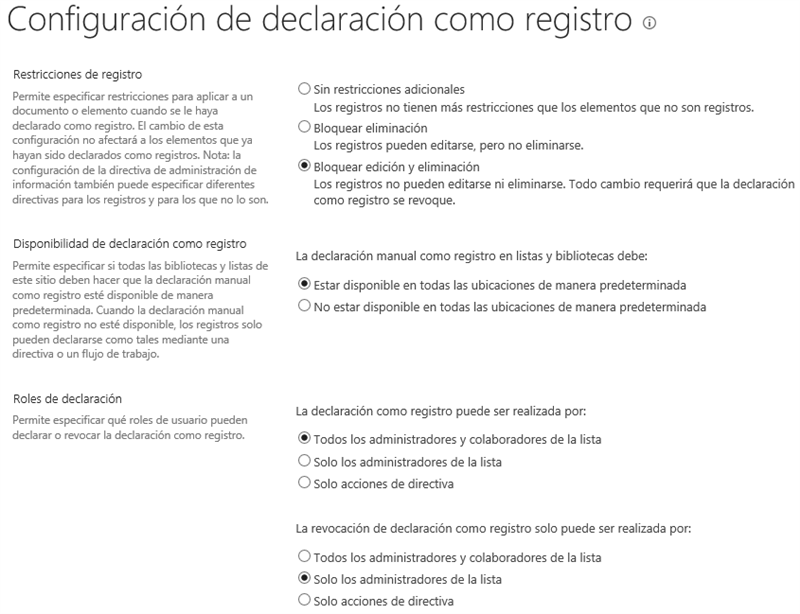 Configuración de declaración como registro
Restricciones de registro
Permite especificar restricciones para aplicar a un
documento o elemento cuando se le haya
declarado como registro. El cambio de esta
configuración no afectará a los elementos que ya
hayan sido declarados como registros. Nota: la
configuración de la directiva de administración de
información también puede especificar diferentes
directivas para los registros y para los que no lo son.
Sin restricciones adicionales
Los registros no tienen más restricciones que los elementos que no son registros.
Bloquear eliminación
Los registros pueden editarse, pero no eliminarse.
Bloquear edición y eliminación
Los registros no pueden editarse ni eliminarse. Todo cambio requerirá que la declaración
como registro se revoque.
Disponibilidad de declaración como registro
Permite especificar si todas las bibliotecas y listas de
este sitio deben hacer que la declaración manual
como registro esté disponible de manera
predeterminada. Cuando la declaración manual
como registro no esté disponible, los registros solo
pueden declararse como tales mediante una
directiva o un flujo de trabajo.
La declaración manual como registro en listas y bibliotecas debe:
Estar disponible en todas las ubicaciones de manera predeterminada
No estar disponible en todas las ubicaciones de manera predeterminada
Roles de declaración
Permite especificar qué roles de usuario pueden
declarar o revocar la declaración como registro.
La declaración como registro puede ser realizada por:
Todos los administradores y colaboradores de la lista
Solo los administradores de la lista
Solo acciones de directiva
La revocación de declaración como registro solo puede ser realizada por:
Todos los administradores y colaboradores de la lista
Solo los administradores de la lista
Solo acciones de directiva